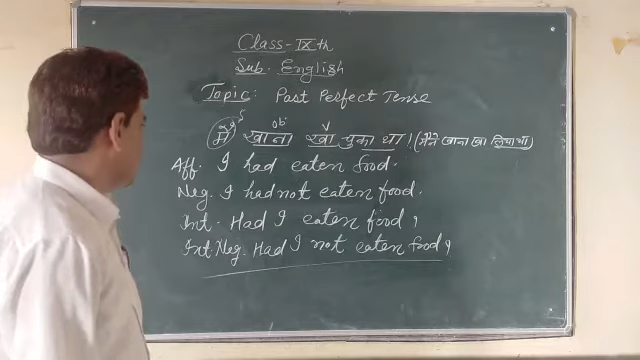 Class-IXth
Sub. English
Topic: Past Perfect Tense
S ob. V
मैं खाना खा चुका था। (मैंने खाना खा लिया था)
Aff. I had eaten food.
Neg. I had not eaten food.
Int. Had I eaten food?
Int. Neg. Had I not eaten food?